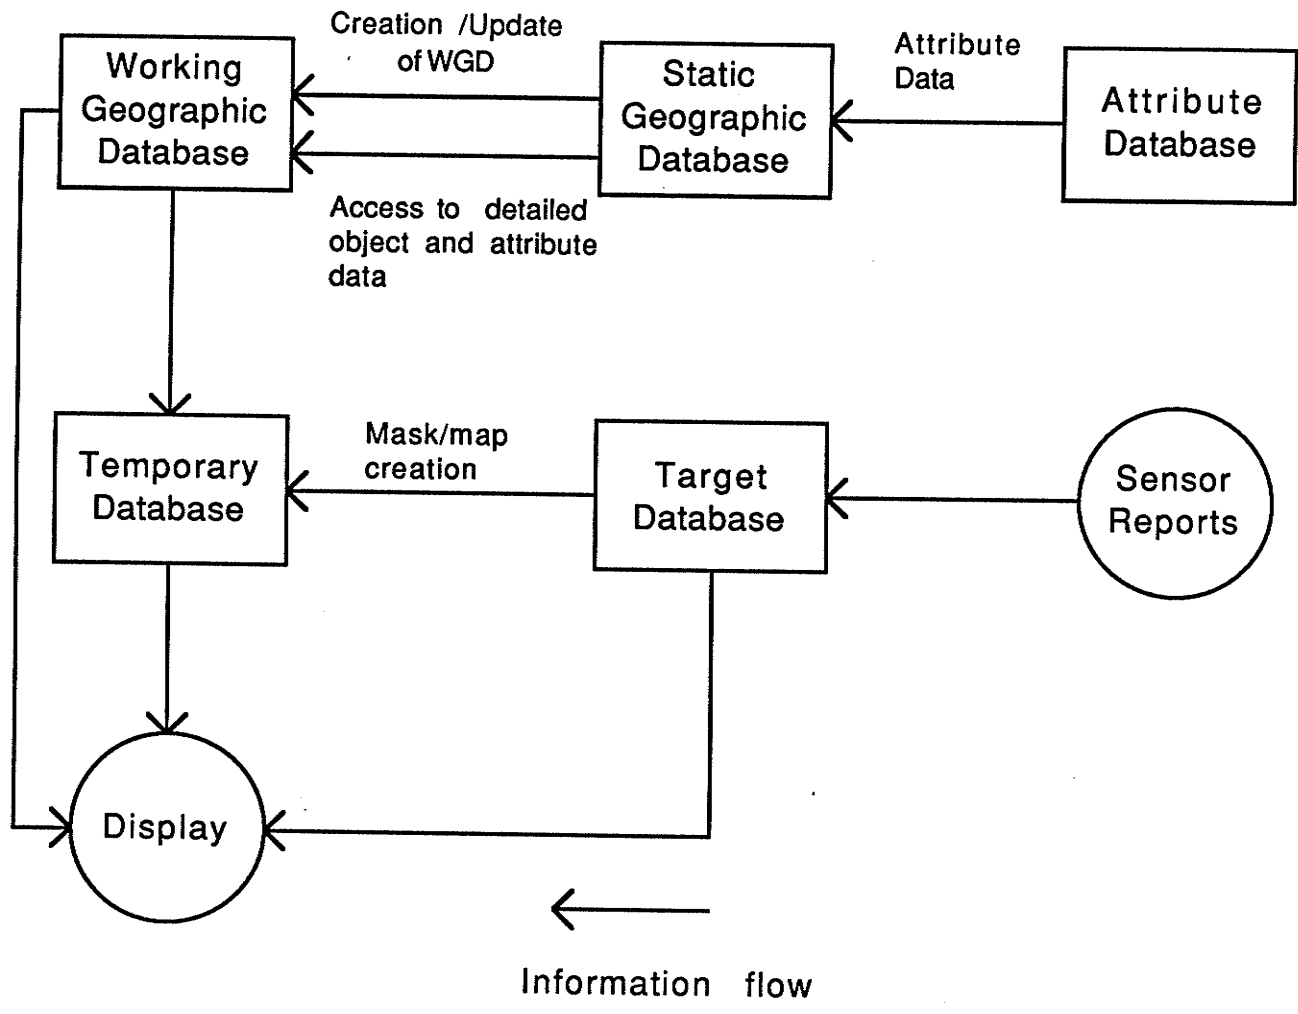 Creation /Update
of WGD
Working
Geographic
Database
Static
Geographic
Database
Attribute
Data
Attribute
Database
Access to detailed
object and attribute
data
Temporary
Database
Mask/map
creation
Target
Database
Sensor
Reports
Display
Information flow